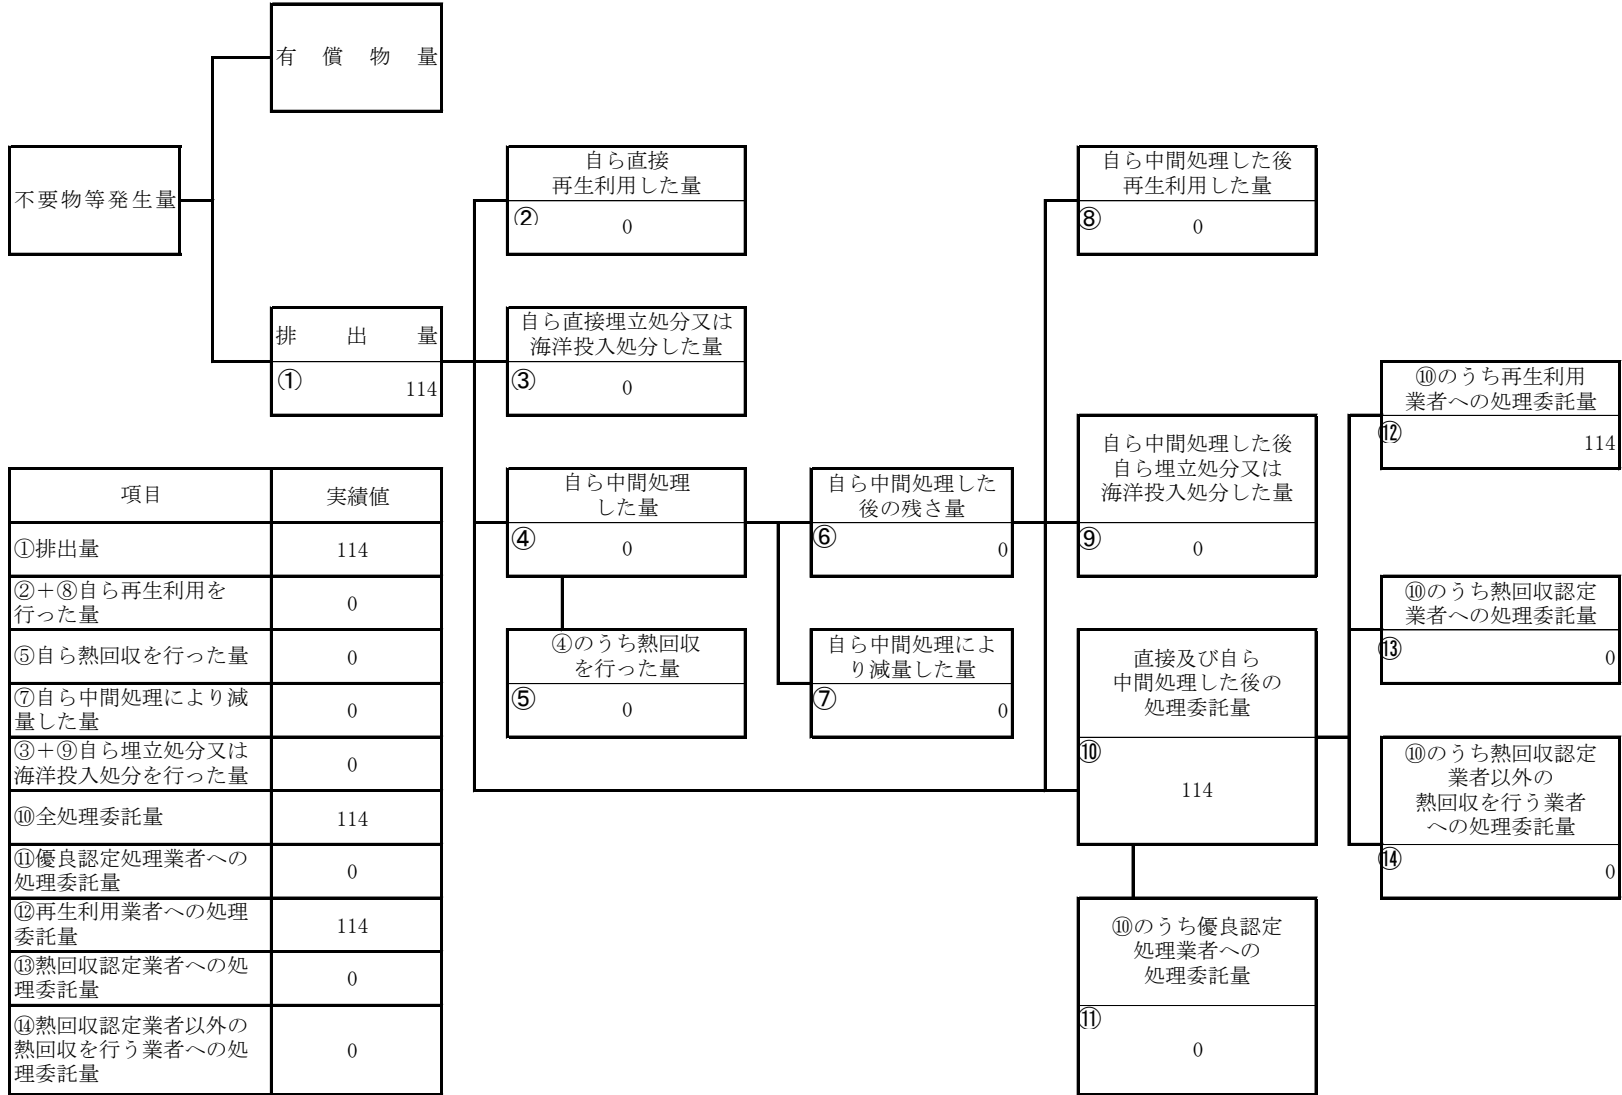 有償物量
不要物等発生量
排出量
①
114
自ら直接
再生利用した量
②
0
自ら直接埋立処分又は
海洋投入処分した量
③
0
自ら中間処理
した量
④
0
④のうち熱回収
を行った量
⑤
0
自ら中間処理した
後の残さ量
⑥
0
自ら中間処理によ
り減量した量
⑦
0
自ら中間処理した後
再生利用した量
⑧
0
自ら中間処理した後
自ら埋立処分又は
海洋投入処分した量
⑨
0
直接及び自ら
中間処理した後の
処理委託量
⑩
114
⑩のうち優良認定
処理業者への
処理委託量
⑪
0
⑩のうち再生利用
業者への処理委託量
⑫
114
⑩のうち熱回収認定
業者への処理委託量
⑬
0
⑩のうち熱回収認定
業者以外の
熱回収を行う業者
への処理委託量
⑭
0
項目 実績値
①排出量 114
②＋⑧自ら再生利用を
行った量 0
⑤自ら熱回収を行った量 0
⑦自ら中間処理により減
量した量 0
③＋⑨自ら埋立処分又は
海洋投入処分を行った量 0
⑩全処理委託量 114
⑪優良認定処理業者への
処理委託量 0
⑫再生利用業者への処理
委託量 114
⑬熱回収認定業者への処
理委託量 0
⑭熱回収認定業者以外の
熱回収を行う業者への処
理委託量 0